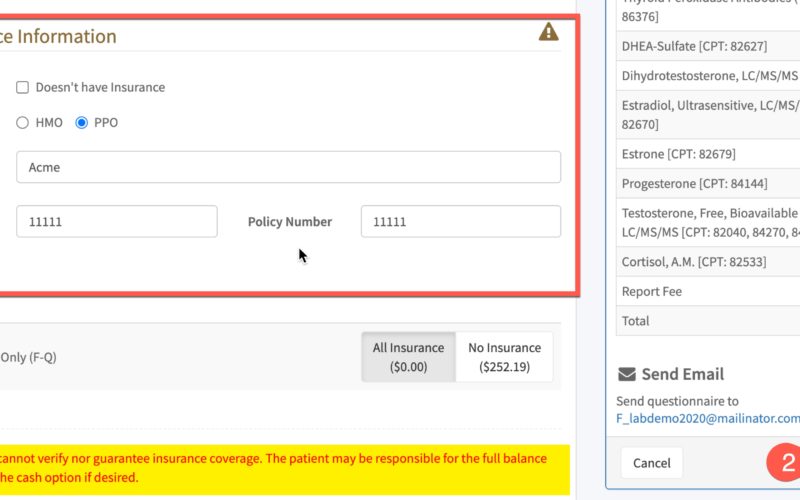 ce Information
Doesn't have Insurance
HMO PPO
Acme
11111 Policy Number 11111
Only (F-Q)
All Insurance
($0.00)
No Insurance
($252.19)
cannot verify nor guarantee insurance coverage. The patient may be responsible for the full balance
he cash option if desired.
Thyroid Peroxidase Antibodies (
86376]
DHEA-Sulfate [CPT: 82627]
Dihydrotestosterone, LC/MS/MS
Estradiol, Ultrasensitive, LC/MS/
82670]
Estrone [CPT: 82679]
Progesterone [CPT: 84144]
Testosterone, Free, Bioavailable
LC/MS/MS [CPT: 82040, 84270, 84
Cortisol, A.M. [CPT: 82533]
Report Fee
Total
Send Email
Send questionnaire to
F_labdemo2020@mailinator.com
Cancel
2